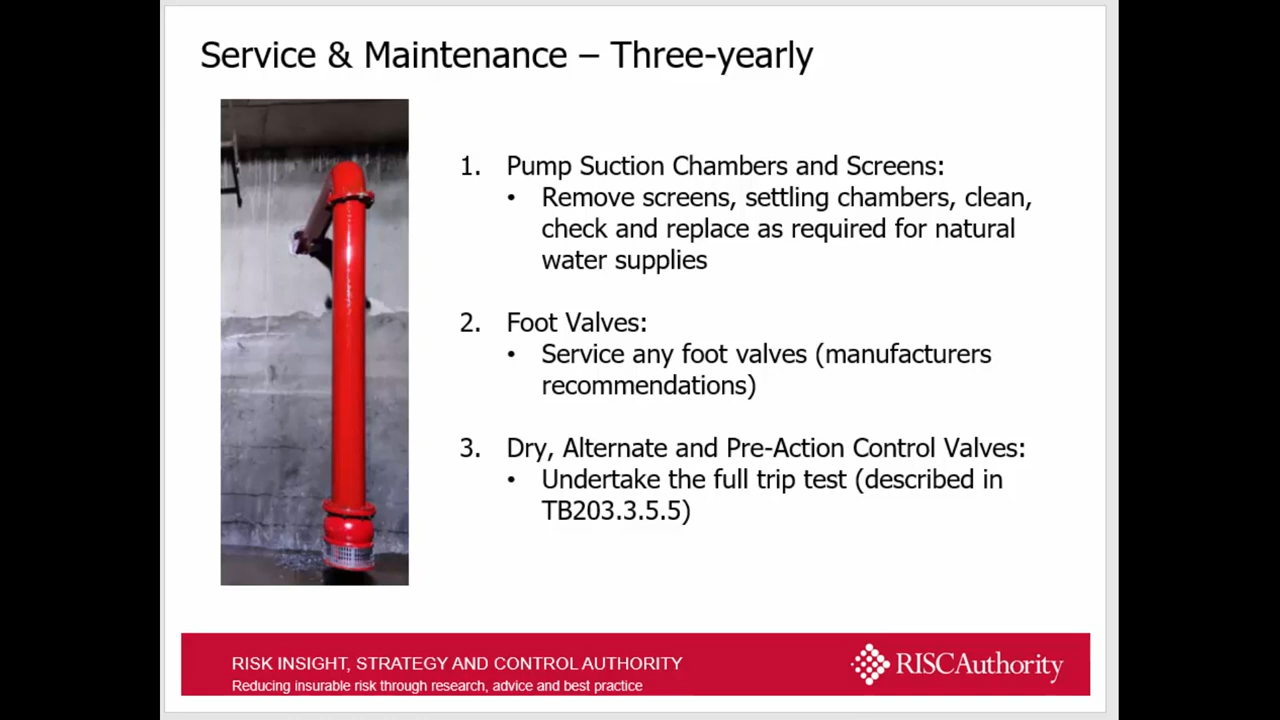 Service & Maintenance – Three-yearly
1. Pump Suction Chambers and Screens:
• Remove screens, settling chambers, clean,
check and replace as required for natural
water supplies
2. Foot Valves:
• Service any foot valves (manufacturers
recommendations)
3. Dry, Alternate and Pre-Action Control Valves:
• Undertake the full trip test (described in
TB203.3.5.5)
RISK INSIGHT, STRATEGY AND CONTROL AUTHORITY
Reducing insurable risk through research, advice and best practice
RISCAuthority